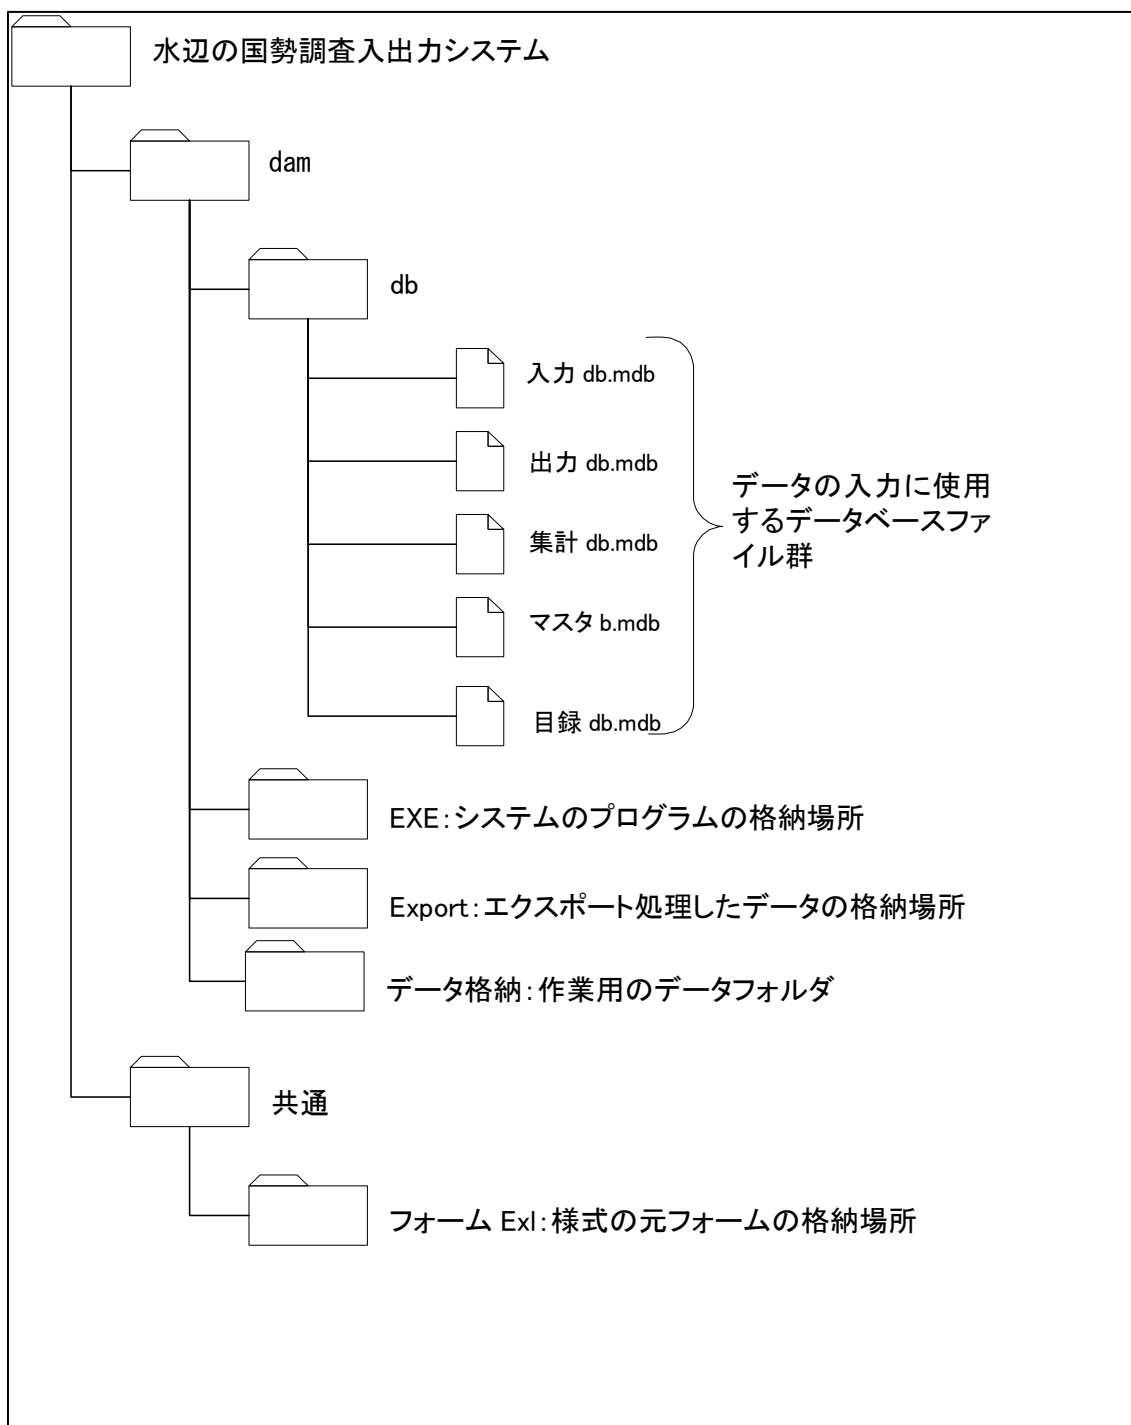 水辺の国勢調査入出力システム
dam
db
入力 db.mdb
出力 db.mdb
集計 db.mdb
マスタ b.mdb
目録 db.mdb
データの入力に使用
するデータベースファ
イル群
EXE:システムのプログラムの格納場所
Export:エクスポート処理したデータの格納場所
データ格納:作業用のデータフォルダ
共通
フォーム Exl:様式の元フォームの格納場所